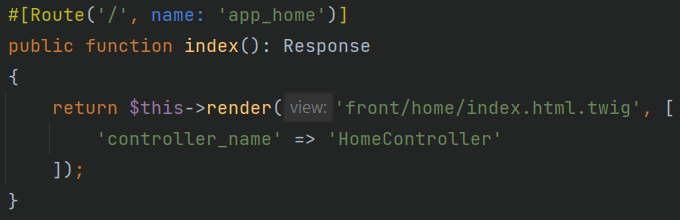 #[Route('/', name: 'app_home')]
public function index(): Response
{
    return $this->render( view: 'front/home/index.html.twig', [
        'controller_name' => 'HomeController'
    ]);
}